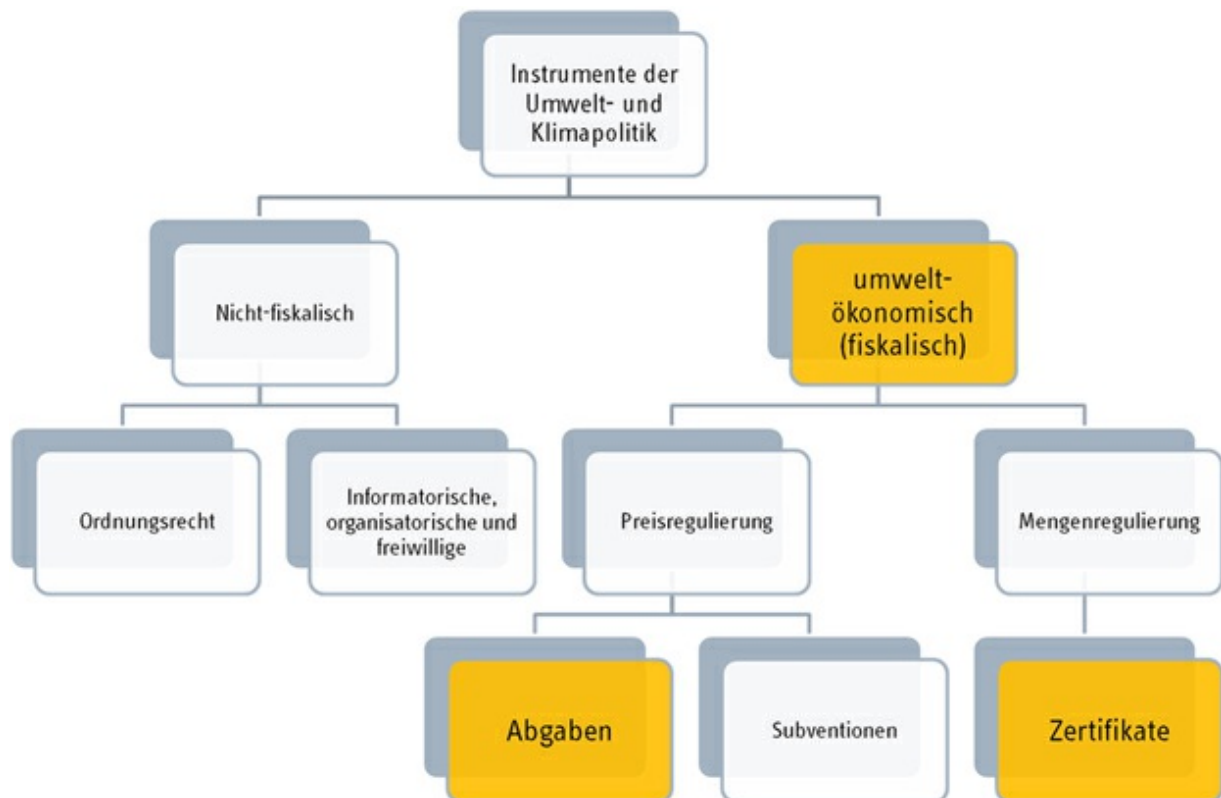 Instrumente der
Umwelt- und
Klimapolitik
Nicht-fiskalisch
umwelt-
ökonomisch
(fiskalisch)
Ordnungsrecht
Informatorische,
organisatorische und
freiwillige
Preisregulierung
Mengenregulierung
Abgaben
Subventionen
Zertifikate